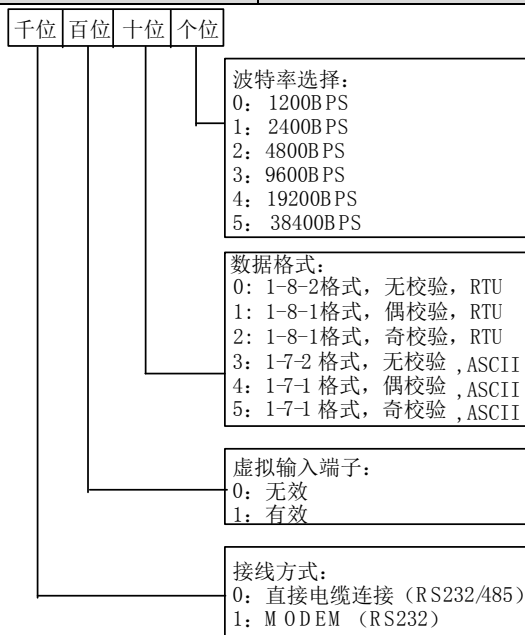 千位 百位 十位 个位
波特率选择：
0：1200BPS
1：2400BPS
2：4800BPS
3：9600BPS
4：19200BPS
5：38400BPS
数据格式：
0: 1-8-2格式，无校验，RTU
1: 1-8-1格式，偶校验，RTU
2: 1-8-1格式，奇校验，RTU
3：1-7-2 格式，无校验 ,ASCII
4：1-7-1 格式，偶校验 ,ASCII
5：1-7-1 格式，奇校验 ,ASCII
虚拟输入端子：
0：无效
1：有效
接线方式：
0：直接电缆连接（RS232/485）
1：MODEM （RS232）